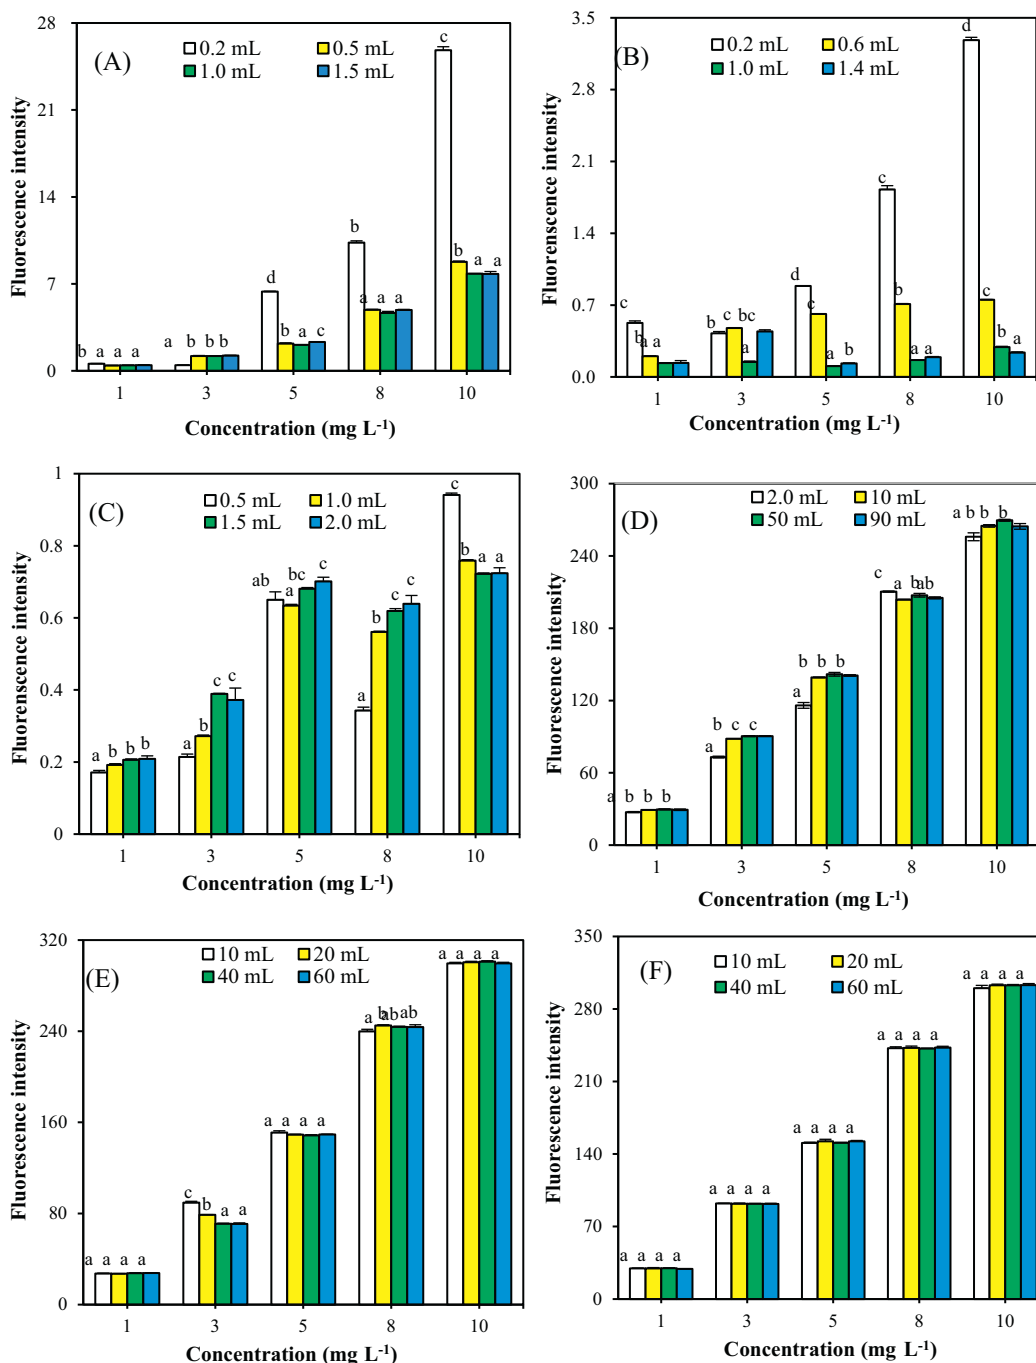 (A)
0.2 mL 0.5 mL
1.0 mL 1.5 mL
Fluorescence intensity
28
21
14
7
0
b a a a
a b b b
d b a c
b a a a
c b a a
1 3 5 8 10
Concentration (mg L-1)
(B)
0.2 mL 0.6 mL
1.0 mL 1.4 mL
Fluorenscence intensity
3.5
2.8
2.1
1.4
0.7
0.0
c b a a
b c a bc
d c a b
c b a a
d c b a
1 3 5 8 10
Concentration (mg L-1)
(C)
0.5 mL 1.0 mL
1.5 mL 2.0 mL
Fluorenscence intensity
1
0.8
0.6
0.4
0.2
0
a b b b
a b c c
ab a bc c
a b c c
c b a a
1 3 5 8 10
Concentration (mg L-1)
(D)
2.0 mL 10 mL
50 mL 90 mL
Fluorescence intensity
300
240
180
120
60
0
a b b b
a b c c
a b b b
c a b ab
a b b b
1 3 5 8 10
Concentration (mg L-1)
(E)
10 mL 20 mL
40 mL 60 mL
Fluorescence intensity
320
240
160
80
0
a a a a
c b a a
a a a a
a b ab ab
a a a a
1 3 5 8 10
Concentration (mg L-1)
(F)
10 mL 20 mL
40 mL 60 mL
Fluorescence intensity
350
280
210
140
70
0
a a a a
a a a a
a a a a
a a a a
a a a a
1 3 5 8 10
Concentration (mg L-1)